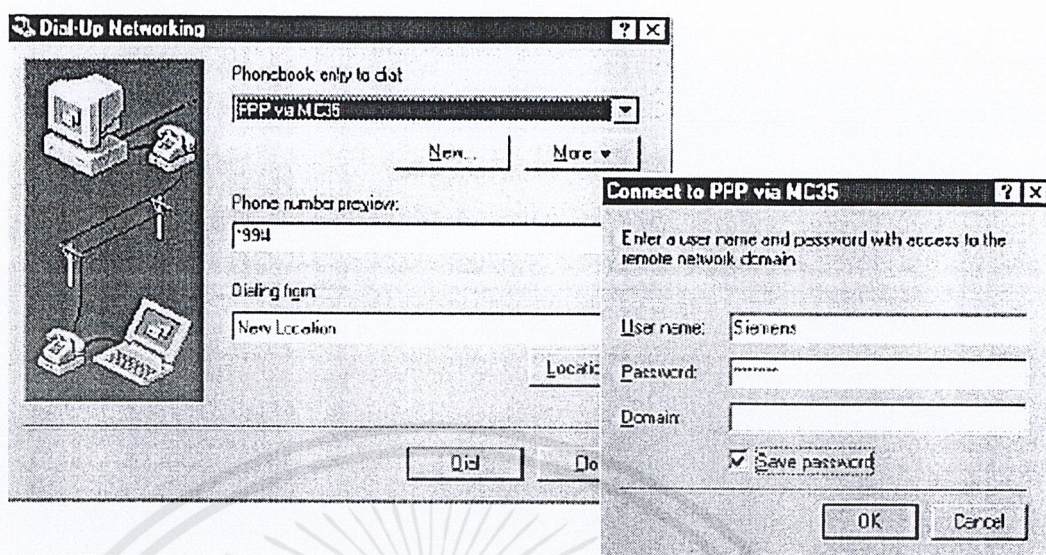 Dial-Up Networking
Phonebook entry to dial
PPP via MC35
New...
More
Phone number preview:
Dialing from
New Location
Locatio
Dial
Connect to PPP via MC35
Enter a user name and password with access to the
remote network domain
User name: Siemens
Password: ********
Domain:
Save password
OK
Cancel